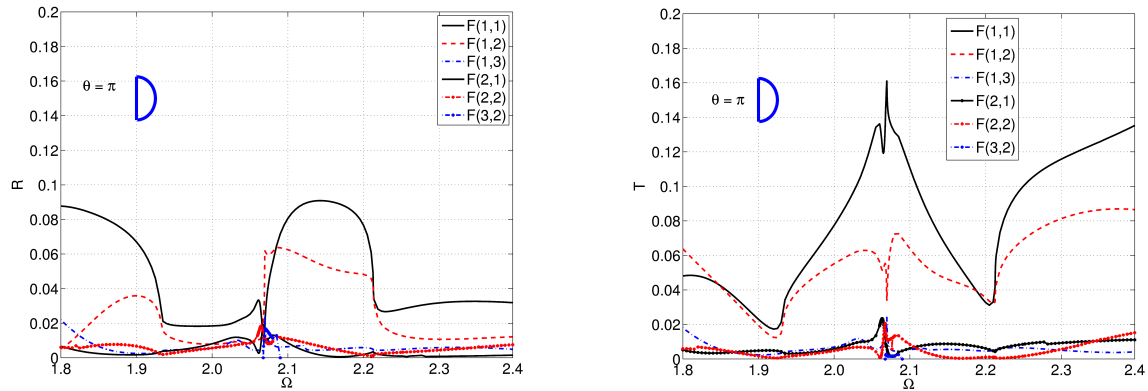 0.2
0.18
0.16
0.14
0.12
0.1
0.08
0.06
0.04
0.02
0
R
1.8
1.9
2.0
2.1
2.2
2.3
2.4
Ω
θ = π
F(1,1)
F(1,2)
F(1,3)
F(2,1)
F(2,2)
F(3,2)
0.2
0.18
0.16
0.14
0.12
0.1
0.08
0.06
0.04
0.02
0
T
1.8
1.9
2.0
2.1
2.2
2.3
2.4
Ω
θ = π
F(1,1)
F(1,2)
F(1,3)
F(2,1)
F(2,2)
F(3,2)